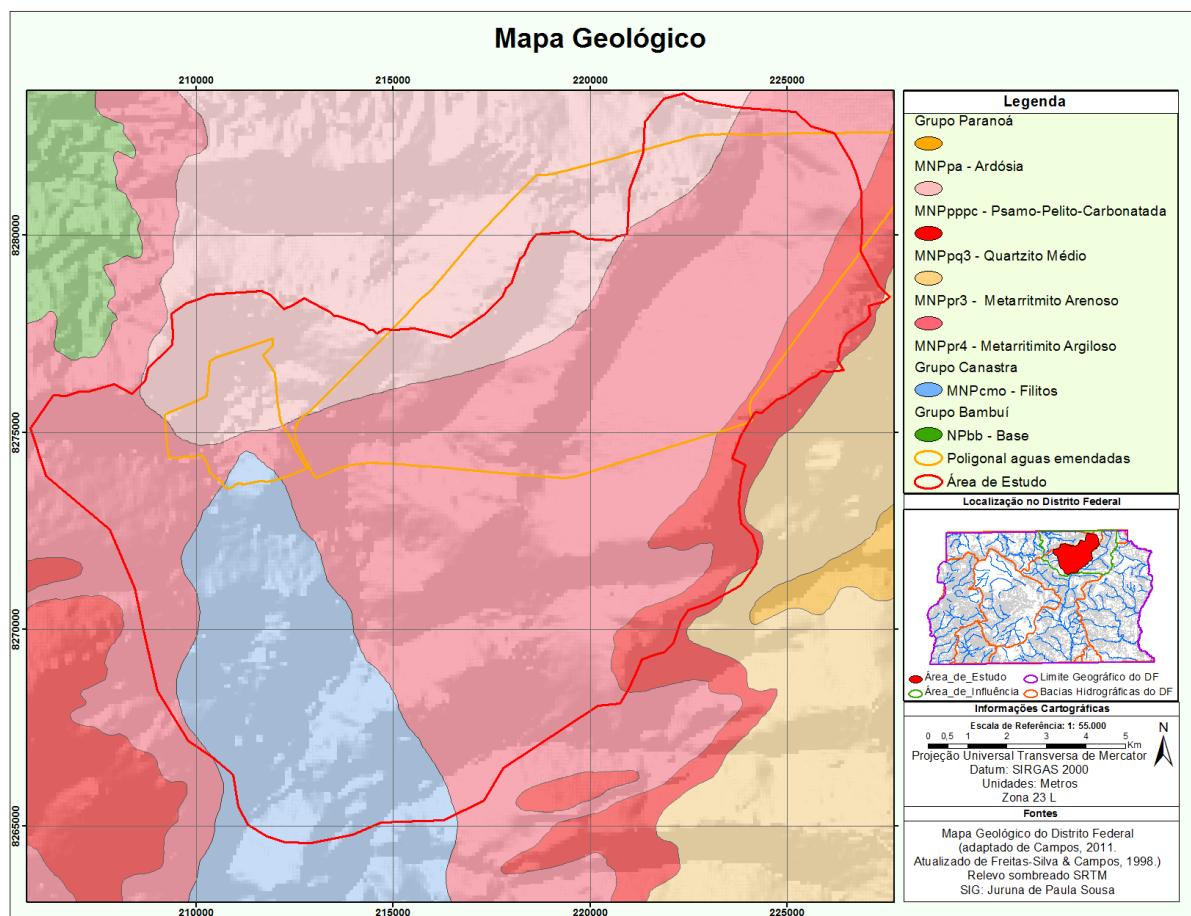 Mapa Geológico
210000
215000
220000
225000
8280000
8275000
8270000
8265000
8280000
8275000
8270000
8265000
210000
215000
220000
225000
Legenda
Grupo Paranoá
MNPpa - Ardósia
MNPpppc - Psamo-Pelito-Carbonatada
MNPpq3 - Quartzito Médio
MNPpr3 - Metarritmito Arenoso
MNPpr4 - Metarritimito Argiloso
Grupo Canastra
MNPcmo - Filitos
Grupo Bambuí
NPbb - Base
Poligonal aguas emendadas
Área de Estudo
Localização no Distrito Federal
Área_de_Estudo
Limite Geográfico do DF
Área_de_Influência
Bacias Hidrográficas do DF
Informações Cartográficas
Escala de Referência: 1: 55.000
N
0 0,5 1 2 3 4 5
Km
Projeção Universal Transversa de Mercator
Datum: SIRGAS 2000
Unidades: Metros
Zona 23 L
Fontes
Mapa Geológico do Distrito Federal
(adaptado de Campos, 2011.
Atualizado de Freitas-Silva & Campos, 1998.)
Relevo sombreado SRTM
SIG: Juruna de Paula Sousa